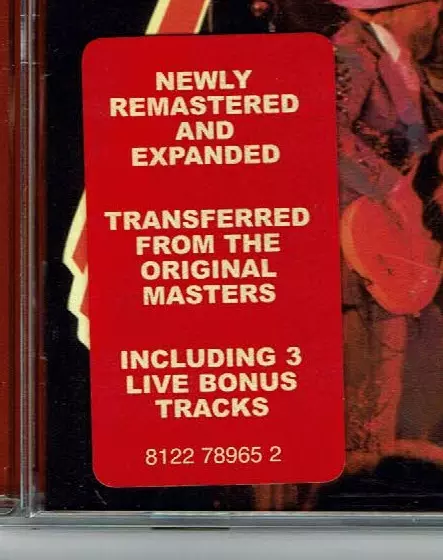 NEWLY
REMASTERED
AND
EXPANDED
TRANSFERRED
FROM THE
ORIGINAL
MASTERS
INCLUDING 3
LIVE BONUS
TRACKS
8122 78965 2